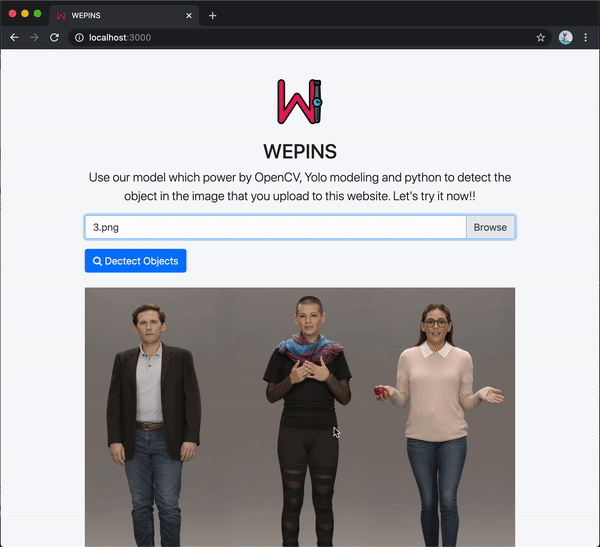 WEPINS
localhost:3000
W
WEPINS
Use our model which power by OpenCV, Yolo modeling and python to detect the
object in the image that you upload to this website. Let's try it now!!
3.png
Browse
Dectect Objects